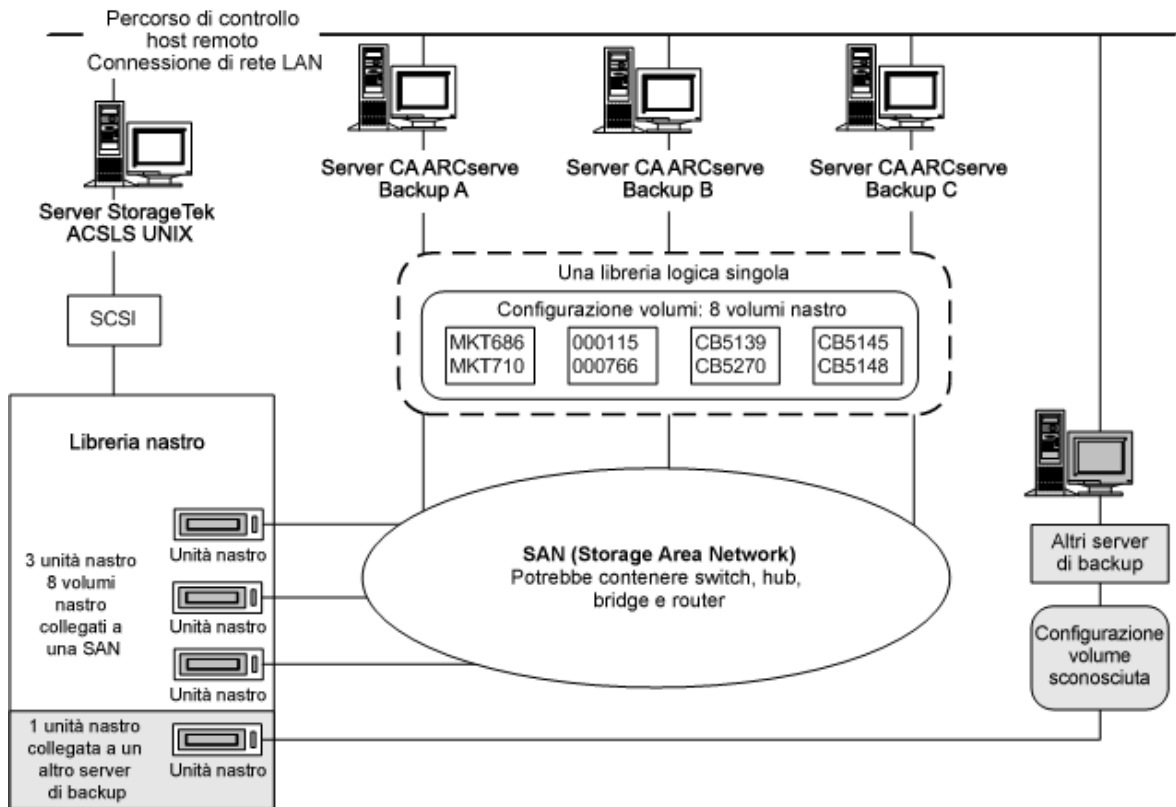 Percorso di controllo
host remoto
Connessione di rete LAN
Server CA ARCserve
Backup A
Server CA ARCserve
Backup B
Server CA ARCserve
Backup C
Server StorageTek
ACSLS UNIX
SCSI
Una libreria logica singola
Configurazione volumi: 8 volumi nastro
MKT686
MKT710
000115
000766
CB5139
CB5270
CB5145
CB5148
Libreria nastro
3 unità nastro
8 volumi
nastro
collegati a
una SAN
Unità nastro
Unità nastro
Unità nastro
1 unità nastro
collegata a un
altro server
di backup
Unità nastro
SAN (Storage Area Network)
Potrebbe contenere switch, hub,
bridge e router
Altri server
di backup
Configurazione
volume
sconosciuta